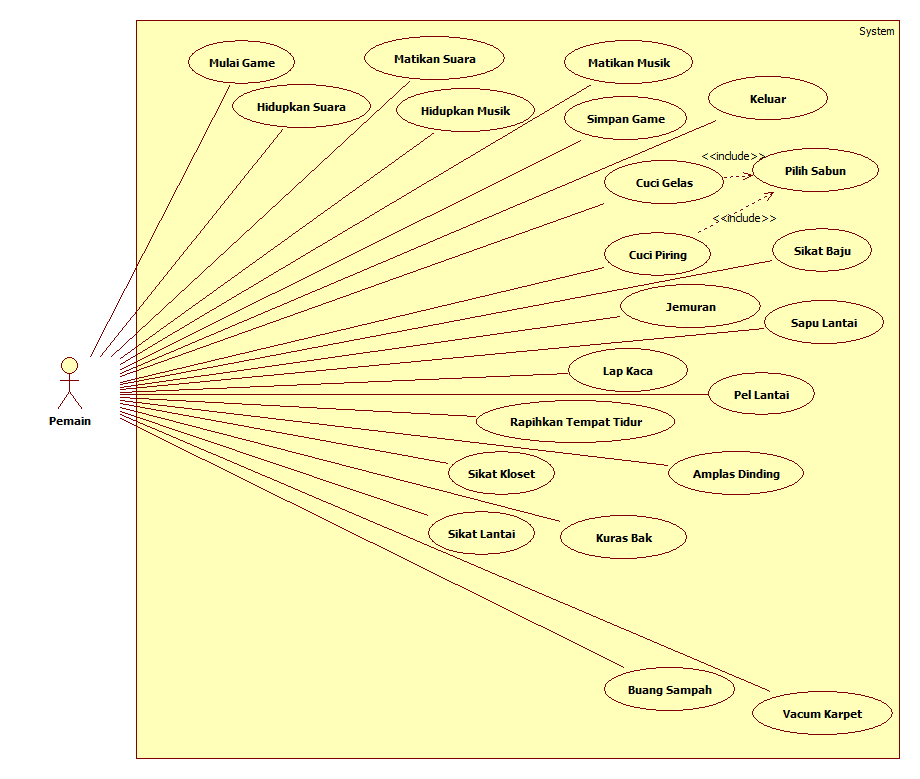 System
Mulai Game
Matikan Suara
Matikan Musik
Hidupkan Suara
Hidupkan Musik
Simpan Game
Keluar
<<include>>
Cuci Gelas
Pilih Sabun
<<include>>
Cuci Piring
Sikat Baju
Jemuran
Sapu Lantai
Lap Kaca
Pel Lantai
Pemain
Rapihkan Tempat Tidur
Sikat Kloset
Amplas Dinding
Sikat Lantai
Kuras Bak
Buang Sampah
Vacum Karpet